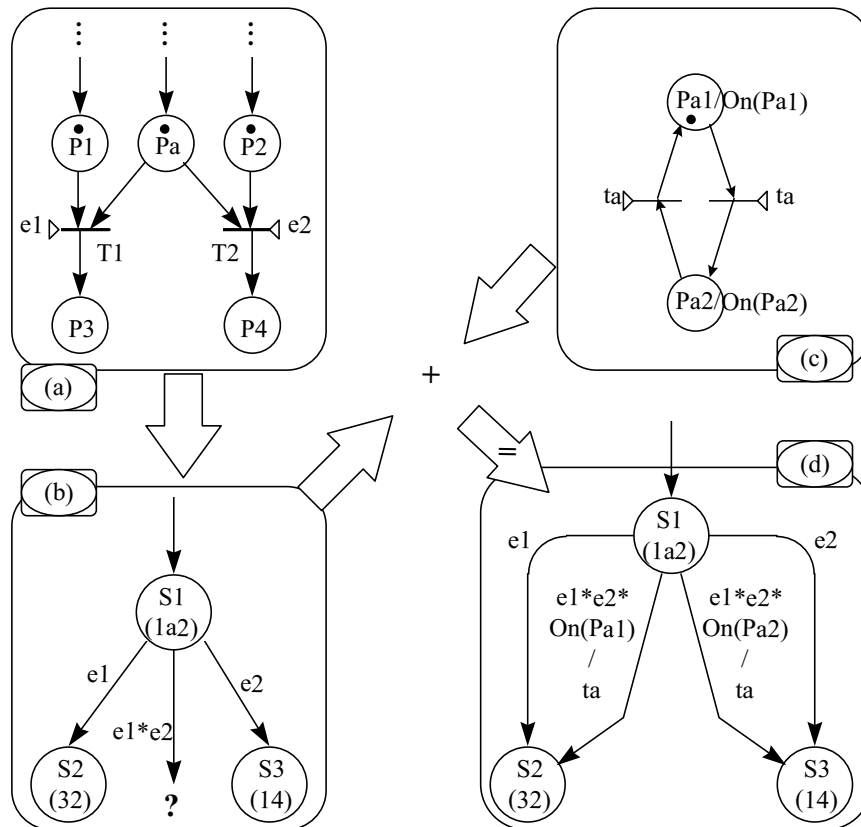 ⋮ ⋮ ⋮
P1 Pa P2
e1 e2
T1 T2
P3 P4
(a)
Pa1/On(Pa1)
ta ta
Pa2/On(Pa2)
(c)
+
=
(b)
S1
(1a2)
e1 e2
e1*e2
S2
(32)
?
S3
(14)
(d)
S1
(1a2)
e1 e2
e1*e2*
On(Pa1)
/
ta
e1*e2*
On(Pa2)
/
ta
S2
(32)
S3
(14)